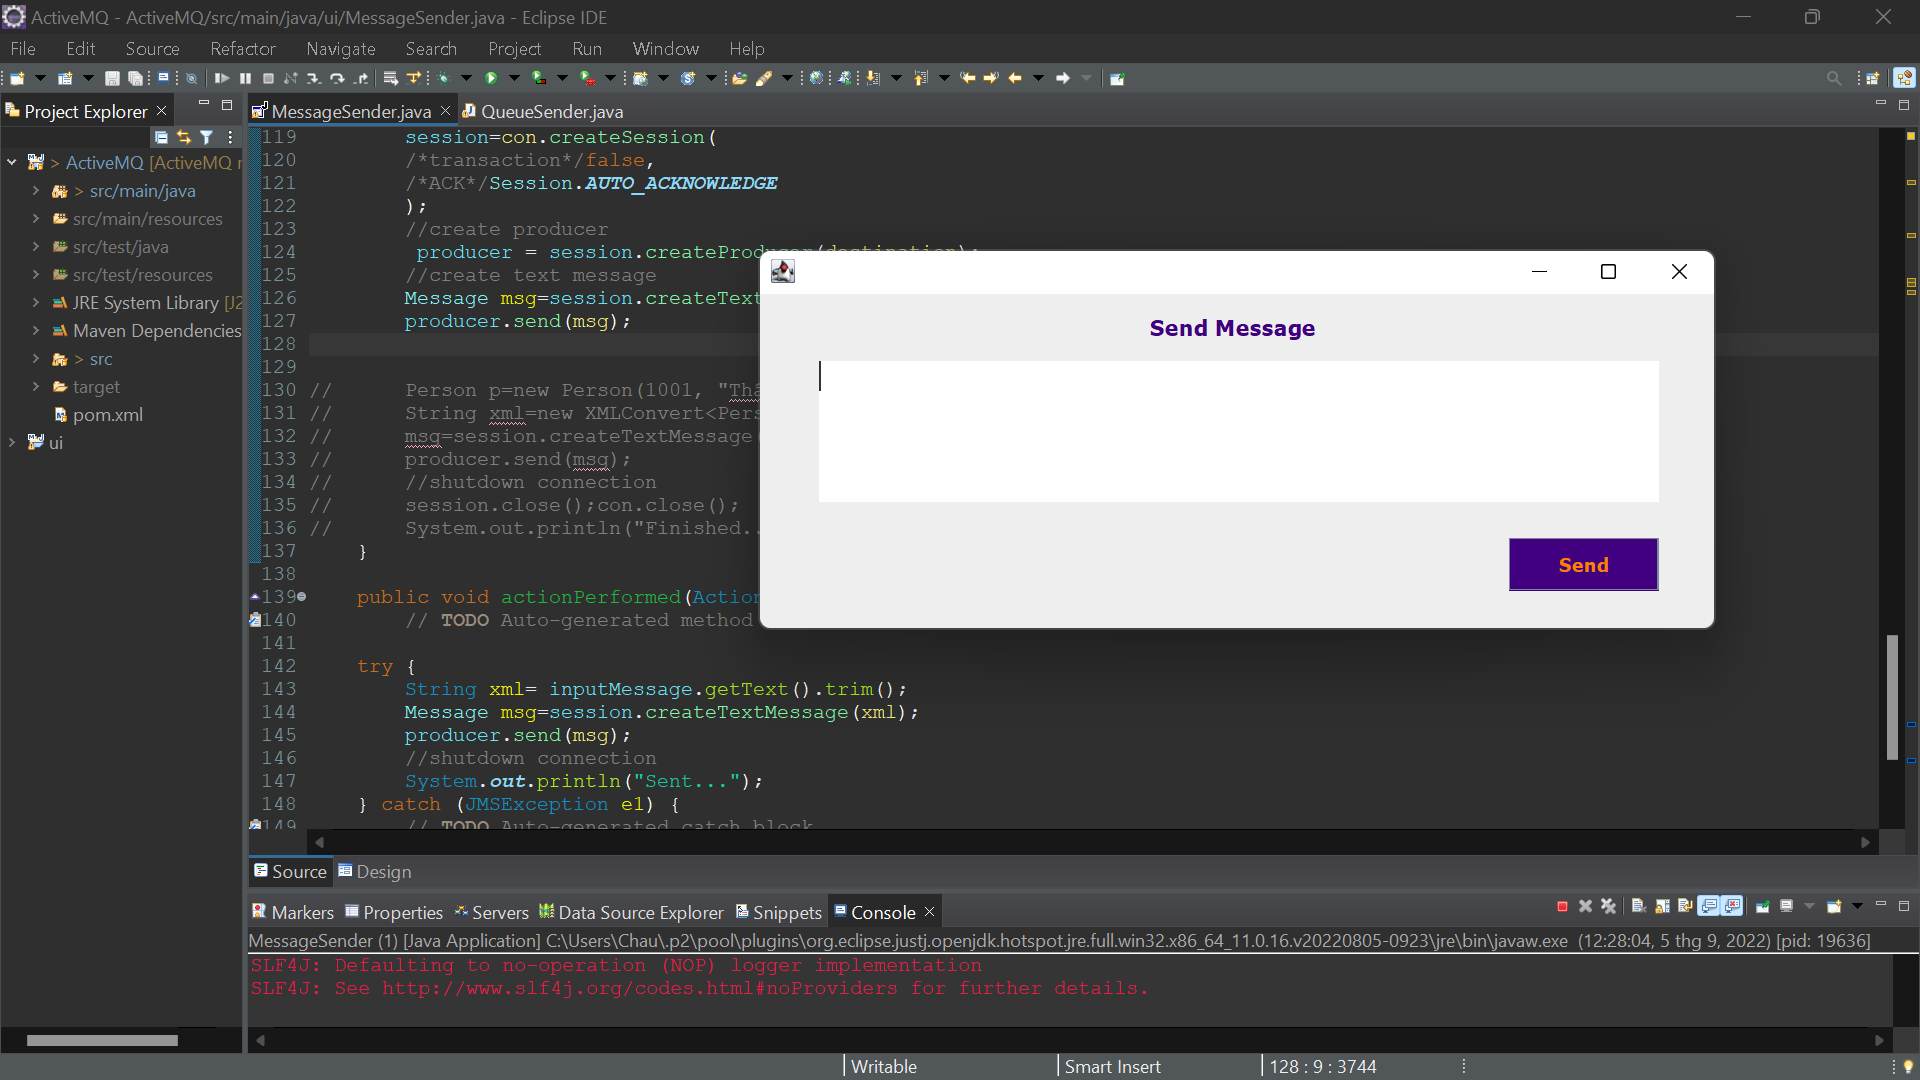 ActiveMQ - ActiveMQ/src/main/java/ui/MessageSender.java - Eclipse IDE
File Edit Source Refactor Navigate Search Project Run Window Help
Project Explorer
MessageSender.java
QueueSender.java
> ActiveMQ [ActiveMQ
> src/main/java
src/main/resources
src/test/java
src/test/resources
JRE System Library [J2
Maven Dependencies
> src
target
pom.xml
ui
119 session=con.createSession(
120 /*transaction*/false,
121 /*ACK*/Session.AUTO_ACKNOWLEDGE
122 );
123 //create producer
124 producer = session.createProducer(destination);
125 //create text message
126 Message msg=session.createText
127 producer.send(msg);
128
129
130 // Person p=new Person(1001, "Thâ
131 // String xml=new XMLConvert<Pers
132 // msg=session.createTextMessage
133 // producer.send(msg);
134 // //shutdown connection
135 // session.close();con.close();
136 // System.out.println("Finished..
137 }
138
139 public void actionPerformed(Action
140 // TODO Auto-generated method
141
142 try {
143 String xml= inputMessage.getText().trim();
144 Message msg=session.createTextMessage(xml);
145 producer.send(msg);
146 //shutdown connection
147 System.out.println("Sent...");
148 } catch (JMSException e1) {
149 // TODO Auto-generated catch block
Send Message
Send
Source Design
Markers Properties Servers Data Source Explorer Snippets Console
MessageSender (1) [Java Application] C:\Users\Chau\.p2\pool\plugins\org.eclipse.justj.openjdk.hotspot.jre.full.win32.x86_64_11.0.16.v20220805-0923\jre\bin\javaw.exe (12:28:04, 5 thg 9, 2022) [pid: 19636]
SLF4J: Defaulting to no-operation (NOP) logger implementation
SLF4J: See http://www.slf4j.org/codes.html#noProviders for further details.
Writable
Smart Insert
128 : 9 : 3744